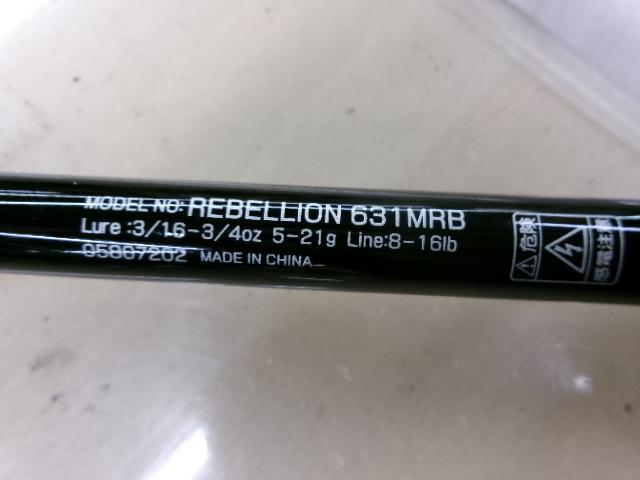 MODEL NO: REBELLION 631MRB
Lure :3/16-3/4oz 5-21g Line:8-16lb
05807202 MADE IN CHINA
危険
感電注意